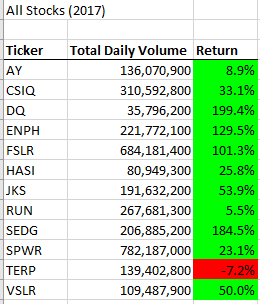 All Stocks (2017)
Ticker Total Daily Volume Return
AY 136,070,900 8.9%
CSIQ 310,592,800 33.1%
DQ 35,796,200 199.4%
ENPH 221,772,100 129.5%
FSLR 684,181,400 101.3%
HASI 80,949,300 25.8%
JKS 191,632,200 53.9%
RUN 267,681,300 5.5%
SEDG 206,885,200 184.5%
SPWR 782,187,000 23.1%
TERP 139,402,800 -7.2%
VSLR 109,487,900 50.0%